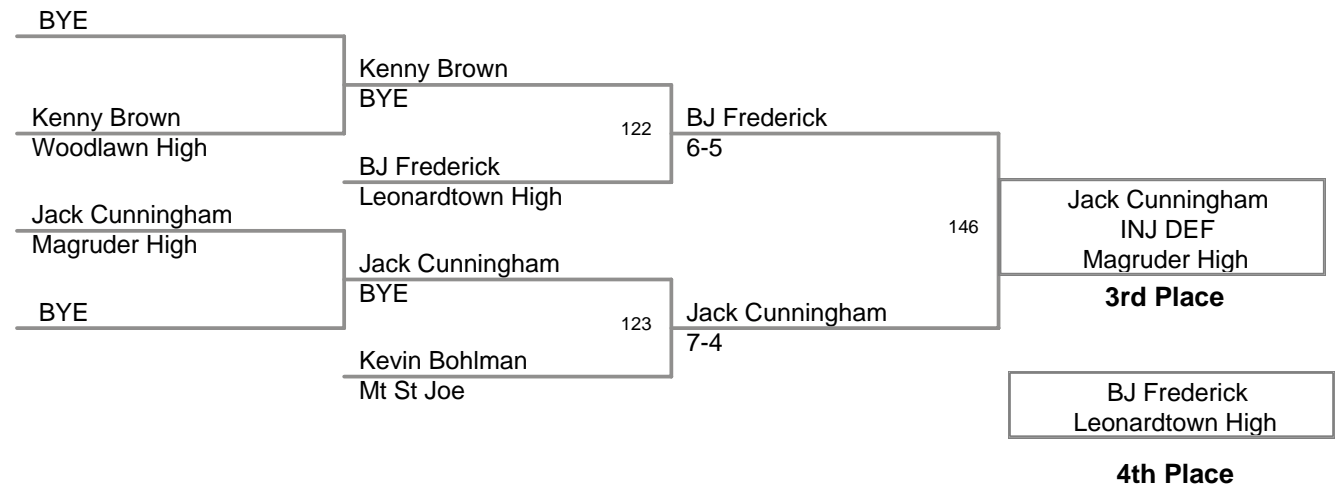 BYE
Kenny Brown
Woodlawn High
Jack Cunningham
Magruder High
BYE
Kenny Brown
BYE
122
BJ Frederick
Leonardtown High
Jack Cunningham
BYE
123
Kevin Bohlman
Mt St Joe
BJ Frederick
6-5
146
Jack Cunningham
7-4
Jack Cunningham
INJ DEF
Magruder High
3rd Place
BJ Frederick
Leonardtown High
4th Place